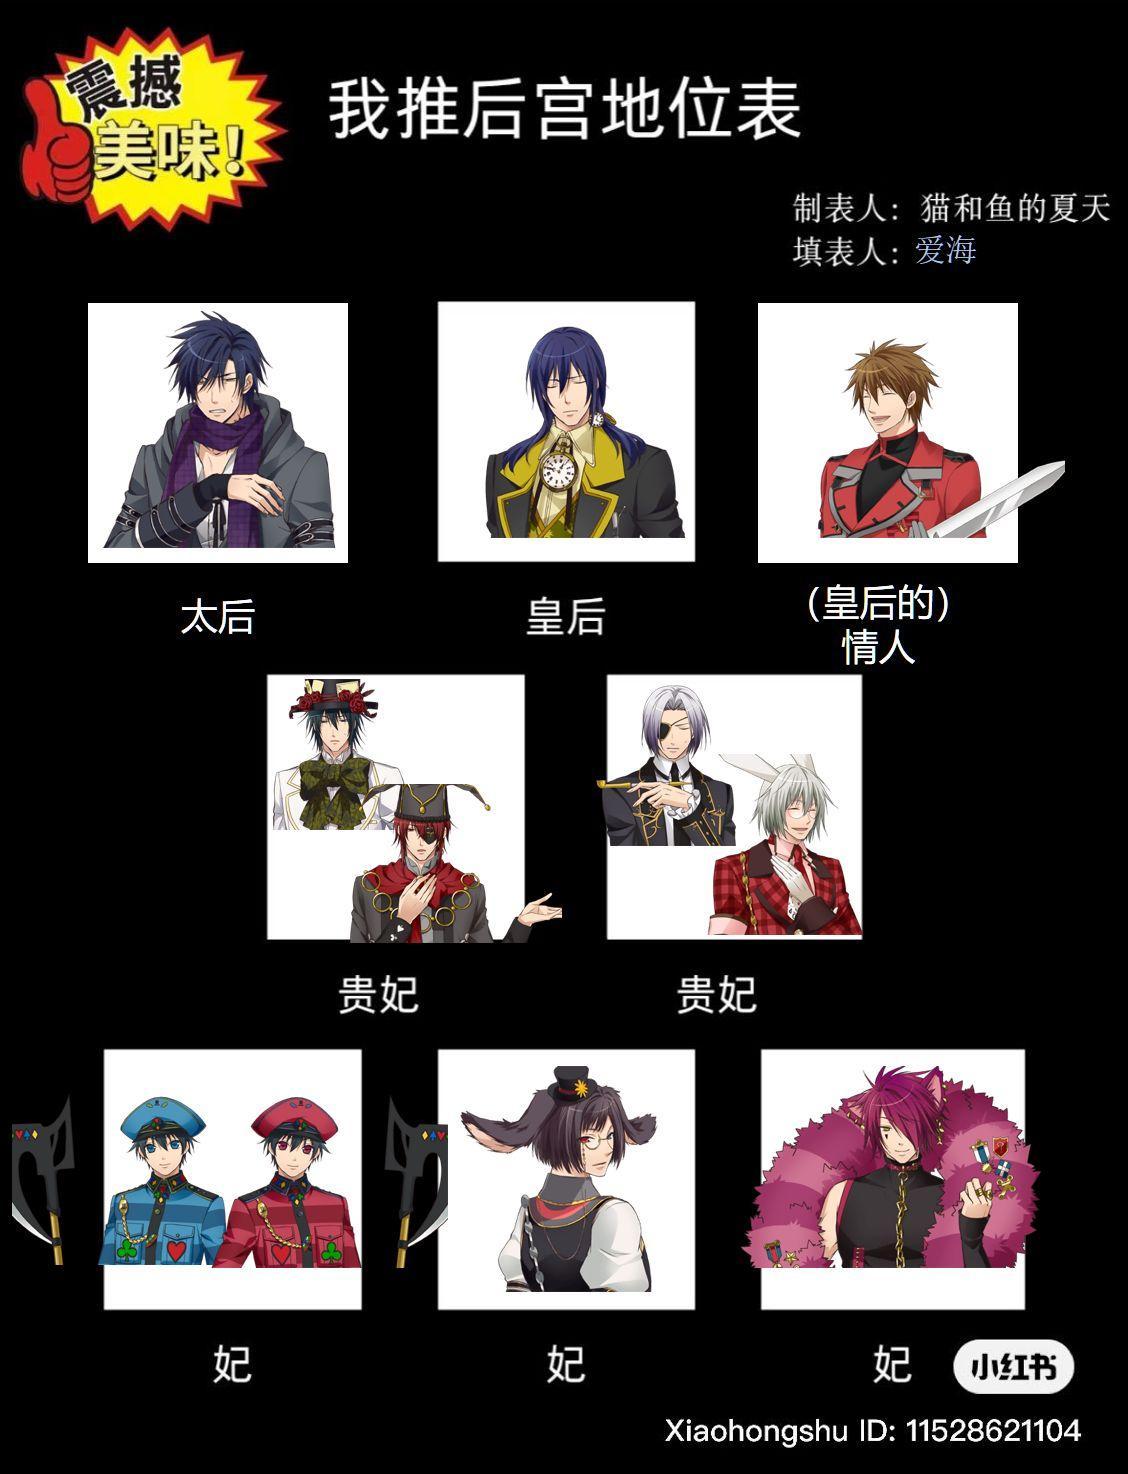 震撼
美味!
我推后宫地位表
制表人：猫和鱼的夏天
填表人：爱海
太后
皇后
（皇后的）
情人
贵妃
贵妃
妃
妃
妃
小红书
Xiaohongshu ID: 11528621104